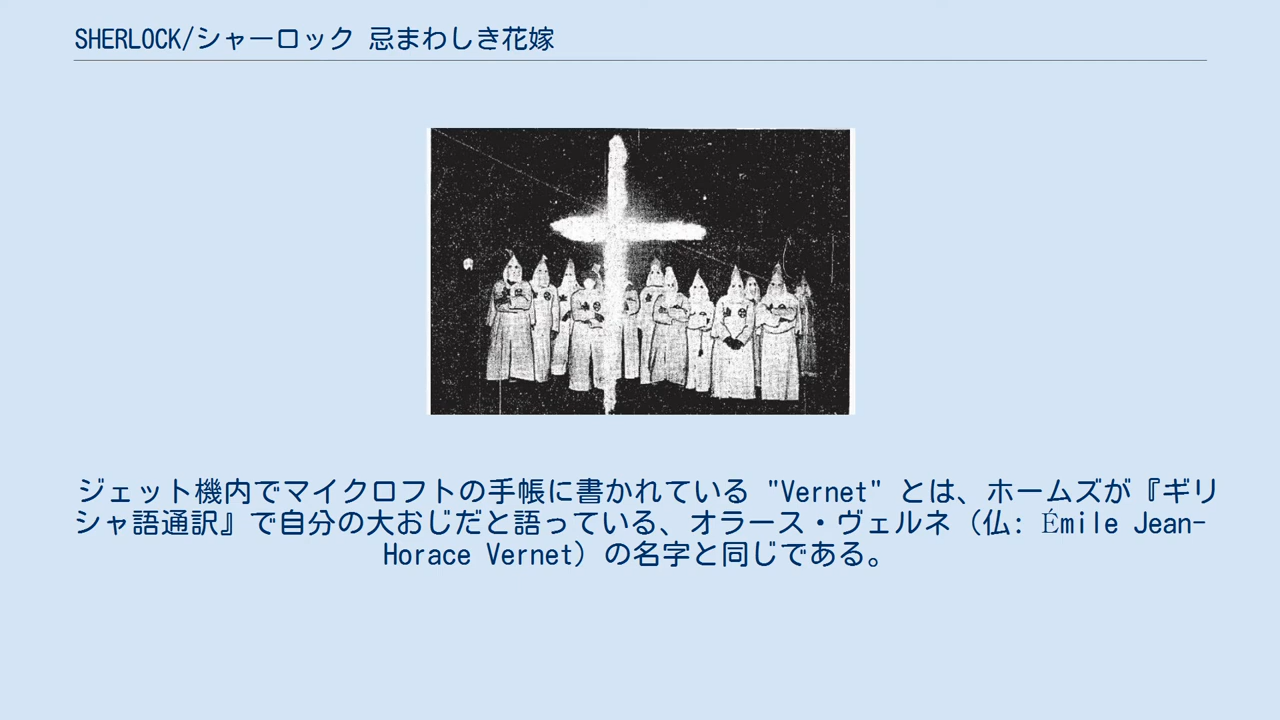 SHERLOCK/シャーロック 忌まわしき花嫁
ジェット機内でマイクロフトの手帳に書かれている "Vernet" とは、ホームズが『ギリ
シャ語通訳』で自分の大おじだと語っている、オラース・ヴェルネ（仏: Émile Jean-
Horace Vernet）の名字と同じである。